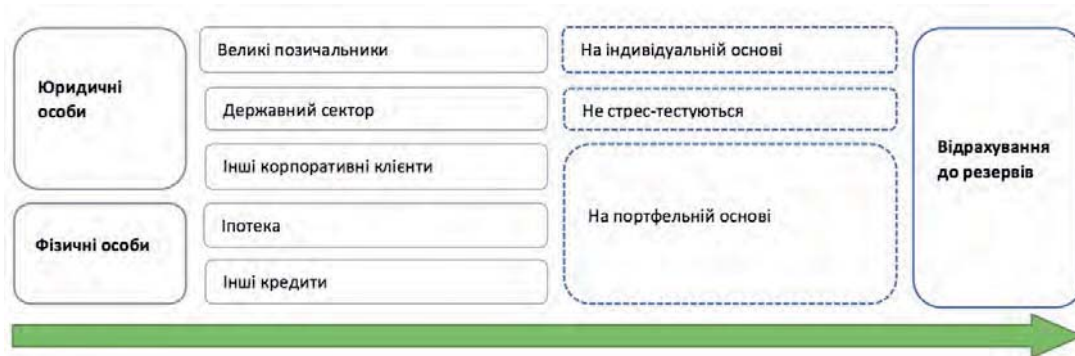 Юридичні
особи
Фізичні особи
Великі позичальники
Державний сектор
Інші корпоративні клієнти
Іпотека
Інші кредити
На індивідуальній основі
Не стрес-тестуються
На портфельній основі
Відрахування
до резервів